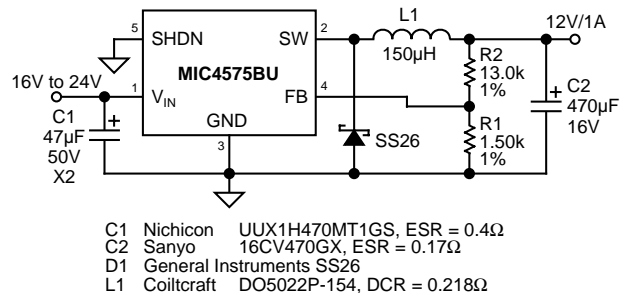 L1
12V/1A
5
SHDN
SW
2
150µH
R2
13.0k
1%
MIC4575BU
16V to 24V
1
VIN
FB
4
C2
470µF
16V
C1
47µF
50V
X2
GND
3
SS26
R1
1.50k
1%
C1 Nichicon UUX1H470MT1GS, ESR = 0.4Ω
C2 Sanyo 16CV470GX, ESR = 0.17Ω
D1 General Instruments SS26
L1 Coiltcraft DO5022P-154, DCR = 0.218Ω